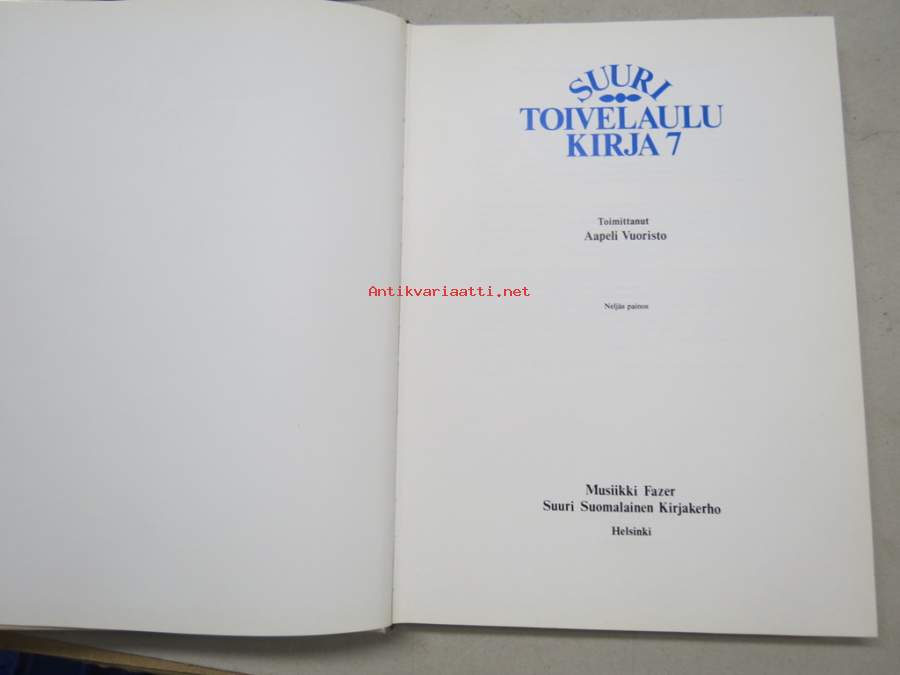 SUURI
TOIVELAULU
KIRJA 7
Toimittanut
Aapeli Vuoristo
Antikvariaatti.net
Neljäs painos
Musiikki Fazer
Suuri Suomalainen Kirjakerho
Helsinki